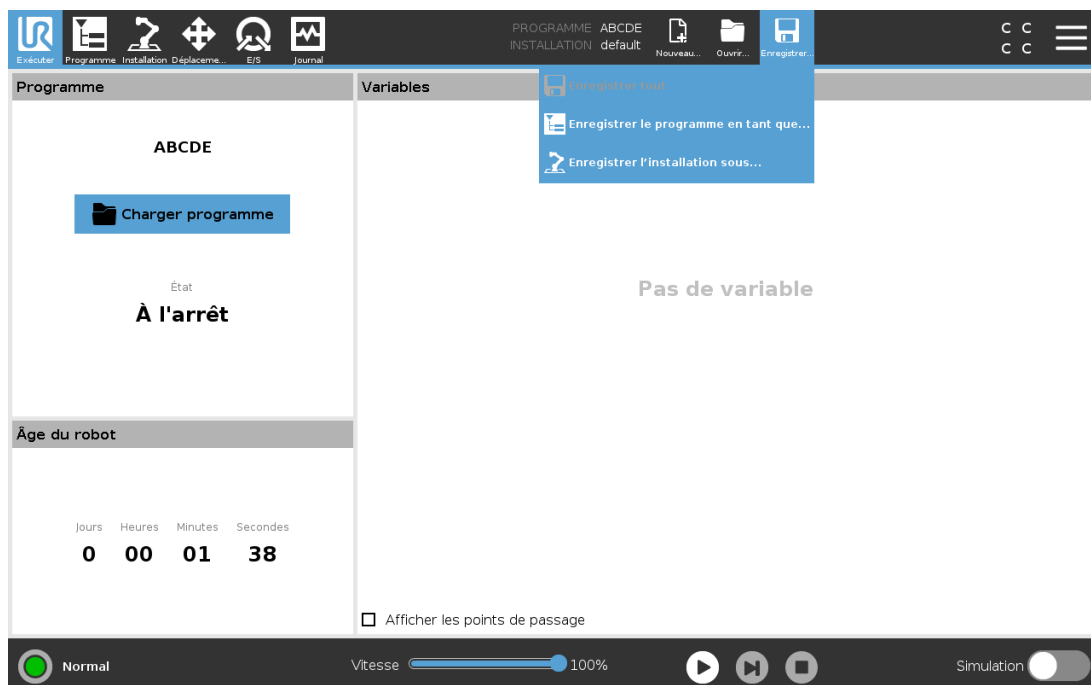 UR
PROGRAMME ABCDE
INSTALLATION default
C C
C C
Exécuter Programme Installation Déplaceme... E/S Journal Nouveau... Ouvrir... Enregistrer...
Programme
Variables
Enregistrer tout
Enregistrer le programme en tant que...
Enregistrer l'installation sous...
ABCDE
Charger programme
État
À l'arrêt
Pas de variable
Âge du robot
Jours Heures Minutes Secondes
0 00 01 38
Afficher les points de passage
Normal
Vitesse 100%
Simulation